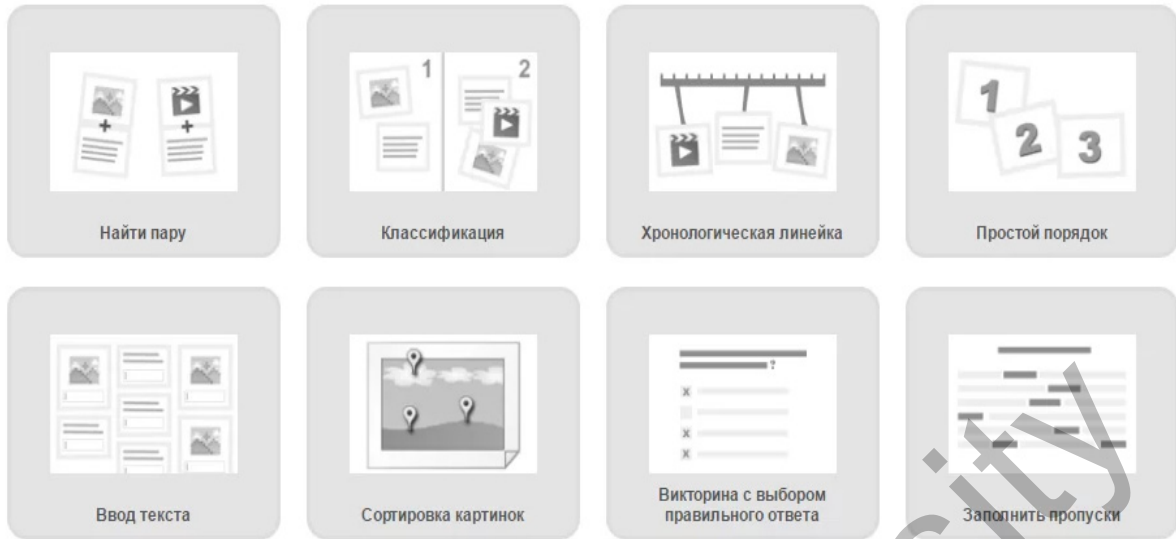 1
2
1
2
3
Найти пару
Классификация
Хронологическая линейка
Простой порядок
?
X
X
X
Ввод текста
Сортировка картинок
Викторина с выбором
правильного ответа
Заполнить пропуски
sity